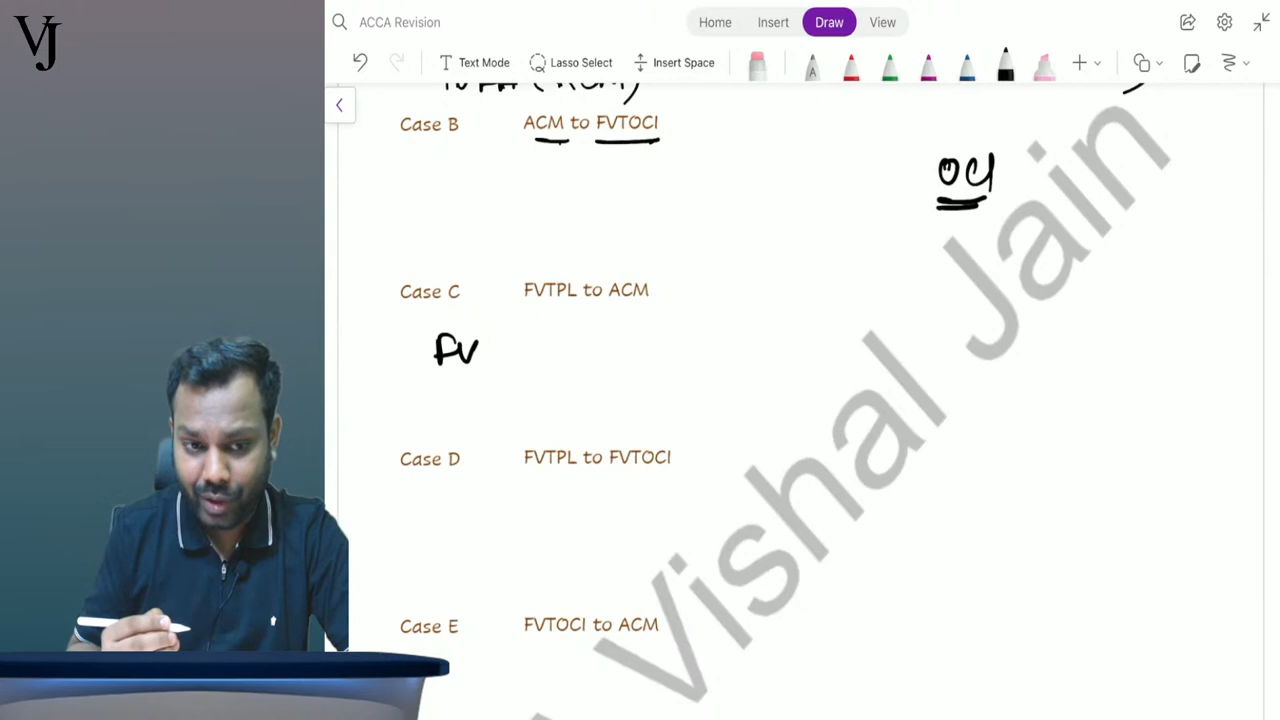 VJ
ACCA Revision
Home Insert Draw View
Text Mode Lasso Select Insert Space
Case B ACM to FVTOCI
OCI
Case C FVTPL to ACM
FV
Case D FVTPL to FVTOCI
Case E FVTOCI to ACM
Vishal Jain